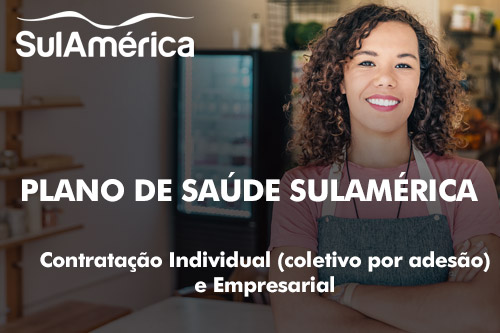 SulAmérica
PLANO DE SAÚDE SULAMÉRICA
Contratação Individual (coletivo por adesão)
e Empresarial